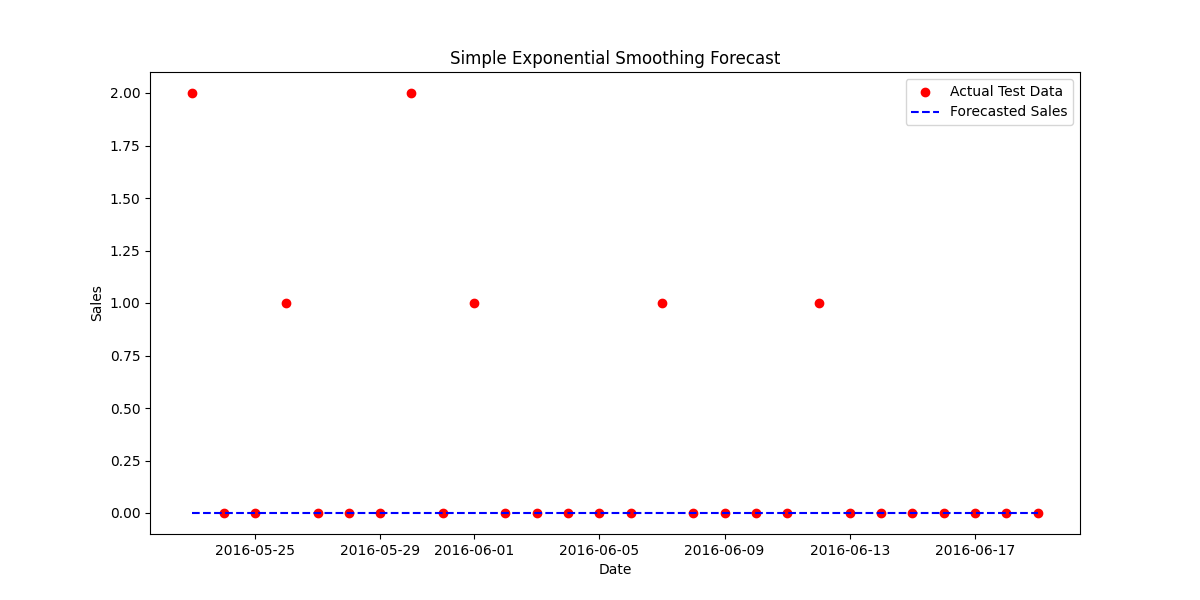 Simple Exponential Smoothing Forecast
Actual Test Data
Forecasted Sales
Sales
2.00
1.75
1.50
1.25
1.00
0.75
0.50
0.25
0.00
2016-05-25 2016-05-29 2016-06-01 2016-06-05 2016-06-09 2016-06-13 2016-06-17
Date